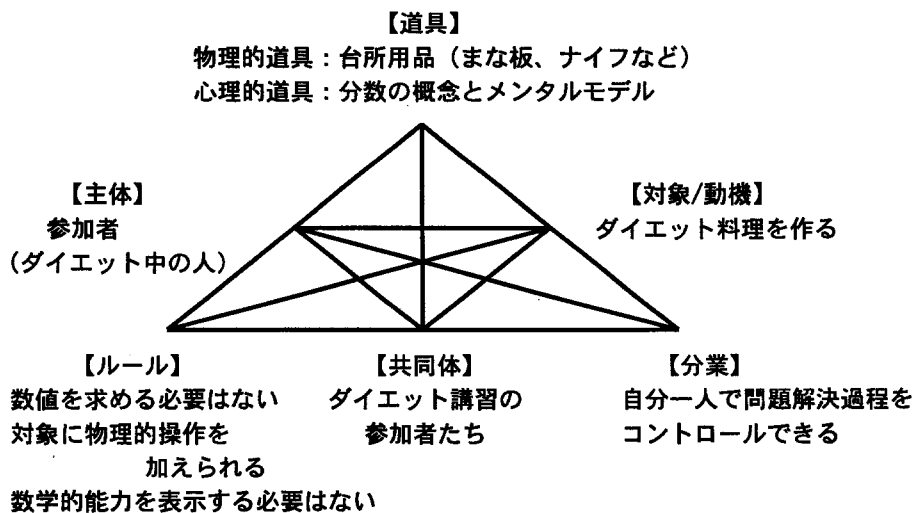 【道具】
物理的道具：台所用品（まな板、ナイフなど）
心理的道具：分数の概念とメンタルモデル
【主体】
参加者
（ダイエット中の人）
【対象/動機】
ダイエット料理を作る
【ルール】
数値を求める必要はない
対象に物理的操作を
加えられる
数学的能力を表示する必要はない
【共同体】
ダイエット講習の
参加者たち
【分業】
自分一人で問題解決過程を
コントロールできる